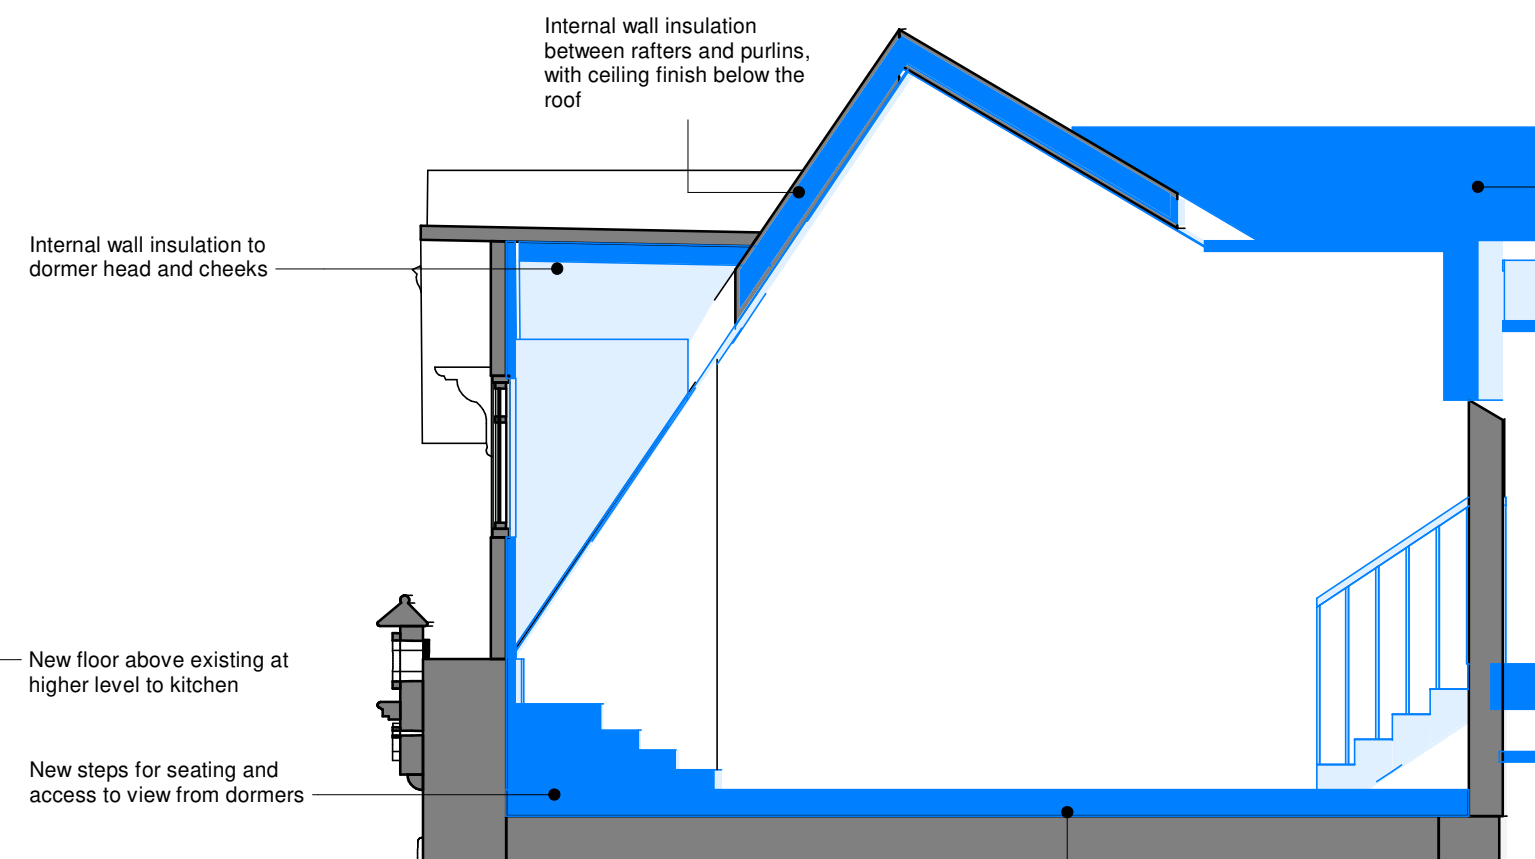 Internal wall insulation
between rafters and purlins,
with ceiling finish below the
roof
Internal wall insulation to
dormer head and cheeks
New floor above existing at
higher level to kitchen
New steps for seating and
access to view from dormers